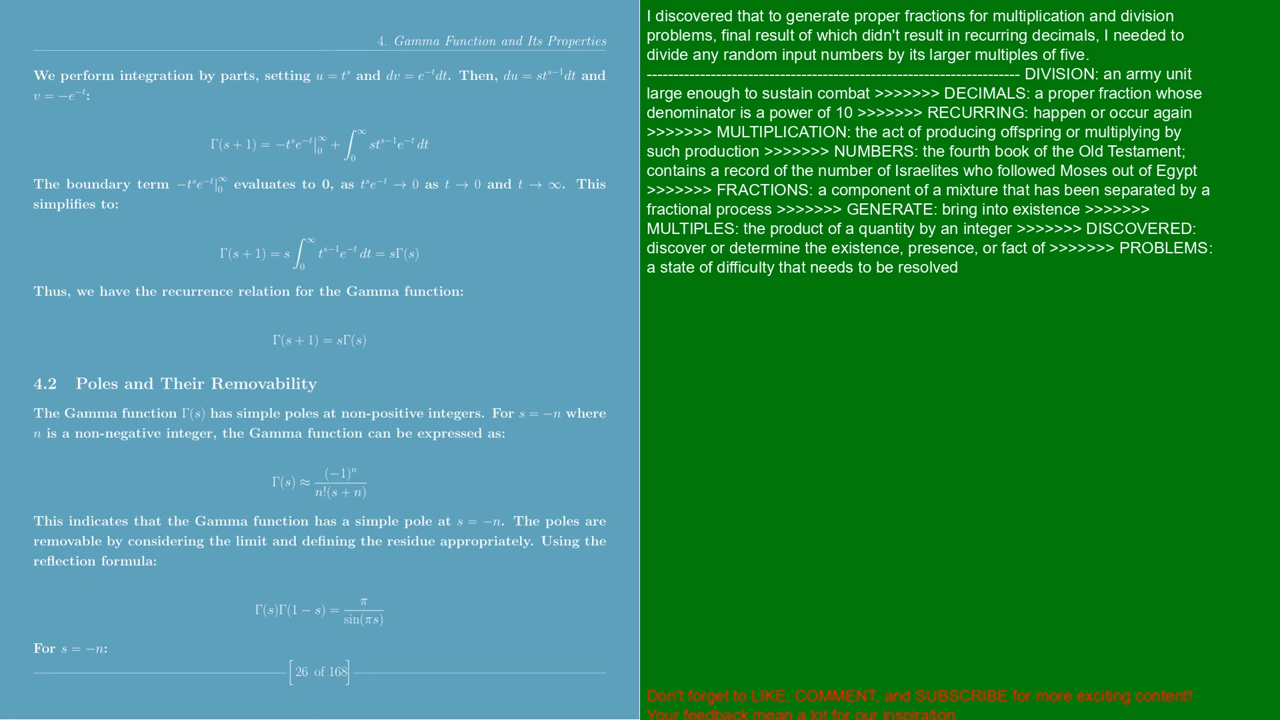 4. Gamma Function and Its Properties
We perform integration by parts, setting u = t^s and dv = e^{-t}dt. Then, du = st^{s-1}dt and
v = −e^{-t}:
Γ(s + 1) = −t^s e^{-t}|_0^∞ + ∫_0^∞ st^{s-1}e^{-t} dt
The boundary term −t^s e^{-t}|_0^∞ evaluates to 0, as t^s e^{-t} → 0 as t → 0 and t → ∞. This
simplifies to:
Γ(s + 1) = s ∫_0^∞ t^{s-1}e^{-t} dt = sΓ(s)
Thus, we have the recurrence relation for the Gamma function:
Γ(s + 1) = sΓ(s)
4.2 Poles and Their Removability
The Gamma function Γ(s) has simple poles at non-positive integers. For s = −n where
n is a non-negative integer, the Gamma function can be expressed as:
Γ(s) ≈ (−1)^n / n!(s + n)
This indicates that the Gamma function has a simple pole at s = −n. The poles are
removable by considering the limit and defining the residue appropriately. Using the
reflection formula:
Γ(s)Γ(1 − s) = π / sin(πs)
For s = −n:
26 of 168
I discovered that to generate proper fractions for multiplication and division
problems, final result of which didn't result in recurring decimals, I needed to
divide any random input numbers by its larger multiples of five.
----------------------------------------------------------------------- DIVISION: an army unit
large enough to sustain combat >>>>>>> DECIMALS: a proper fraction whose
denominator is a power of 10 >>>>>>> RECURRING: happen or occur again
>>>>>>> MULTIPLICATION: the act of producing offspring or multiplying by
such production >>>>>>> NUMBERS: the fourth book of the Old Testament;
contains a record of the number of Israelites who followed Moses out of Egypt
>>>>>>> FRACTIONS: a component of a mixture that has been separated by a
fractional process >>>>>>> GENERATE: bring into existence >>>>>>>
MULTIPLES: the product of a quantity by an integer >>>>>>> DISCOVERED:
discover or determine the existence, presence, or fact of >>>>>>> PROBLEMS:
a state of difficulty that needs to be resolved
Don't forget to LIKE, COMMENT, and SUBSCRIBE for more exciting content!
Your feedback mean a lot for our inspiration